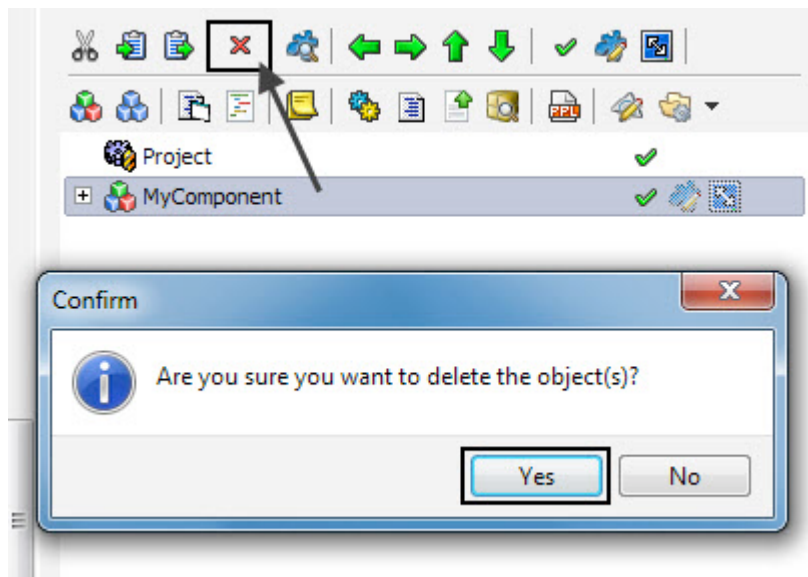 Project
MyComponent
Confirm
Are you sure you want to delete the object(s)?
Yes
No